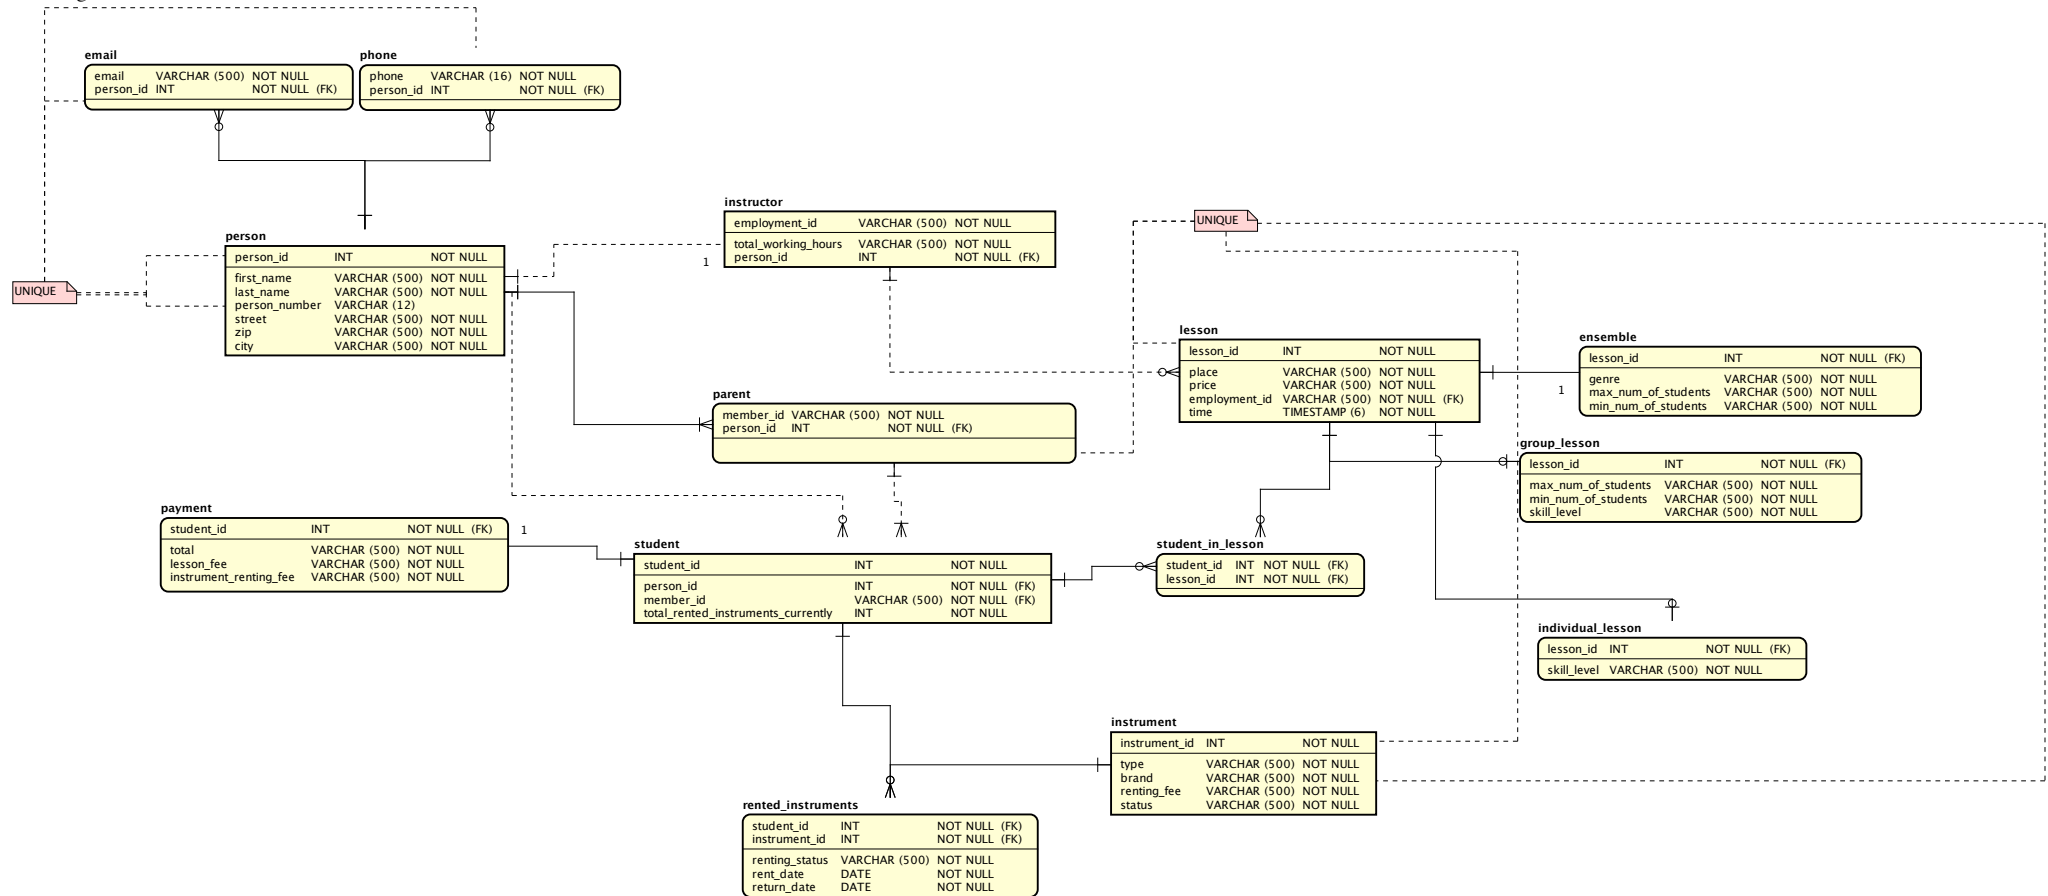 email
email VARCHAR (500) NOT NULL
person_id INT NOT NULL (FK)
phone
phone VARCHAR (16) NOT NULL
person_id INT NOT NULL (FK)
instructor
employment_id VARCHAR (500) NOT NULL
total_working_hours VARCHAR (500) NOT NULL
person_id INT NOT NULL (FK)
1
UNIQUE
person
person_id INT NOT NULL
first_name VARCHAR (500) NOT NULL
last_name VARCHAR (500) NOT NULL
person_number VARCHAR (12)
street VARCHAR (500) NOT NULL
zip VARCHAR (500) NOT NULL
city VARCHAR (500) NOT NULL
UNIQUE
lesson
lesson_id INT NOT NULL
place VARCHAR (500) NOT NULL
price VARCHAR (500) NOT NULL
employment_id VARCHAR (500) NOT NULL (FK)
time TIMESTAMP (6) NOT NULL
ensemble
lesson_id INT NOT NULL (FK)
genre VARCHAR (500) NOT NULL
max_num_of_students VARCHAR (500) NOT NULL
min_num_of_students VARCHAR (500) NOT NULL
1
parent
member_id VARCHAR (500) NOT NULL
person_id INT NOT NULL (FK)
group_lesson
lesson_id INT NOT NULL (FK)
max_num_of_students VARCHAR (500) NOT NULL
min_num_of_students VARCHAR (500) NOT NULL
skill_level VARCHAR (500) NOT NULL
payment
student_id INT NOT NULL (FK)
total VARCHAR (500) NOT NULL
lesson_fee VARCHAR (500) NOT NULL
instrument_renting_fee VARCHAR (500) NOT NULL
1
student
student_id INT NOT NULL
person_id INT NOT NULL (FK)
member_id VARCHAR (500) NOT NULL (FK)
total_rented_instruments_currently INT NOT NULL
student_in_lesson
student_id INT NOT NULL (FK)
lesson_id INT NOT NULL (FK)
individual_lesson
lesson_id INT NOT NULL (FK)
skill_level VARCHAR (500) NOT NULL
instrument
instrument_id INT NOT NULL
type VARCHAR (500) NOT NULL
brand VARCHAR (500) NOT NULL
renting_fee VARCHAR (500) NOT NULL
status VARCHAR (500) NOT NULL
rented_instruments
student_id INT NOT NULL (FK)
instrument_id INT NOT NULL (FK)
renting_status VARCHAR (500) NOT NULL
rent_date DATE NOT NULL
return_date DATE NOT NULL